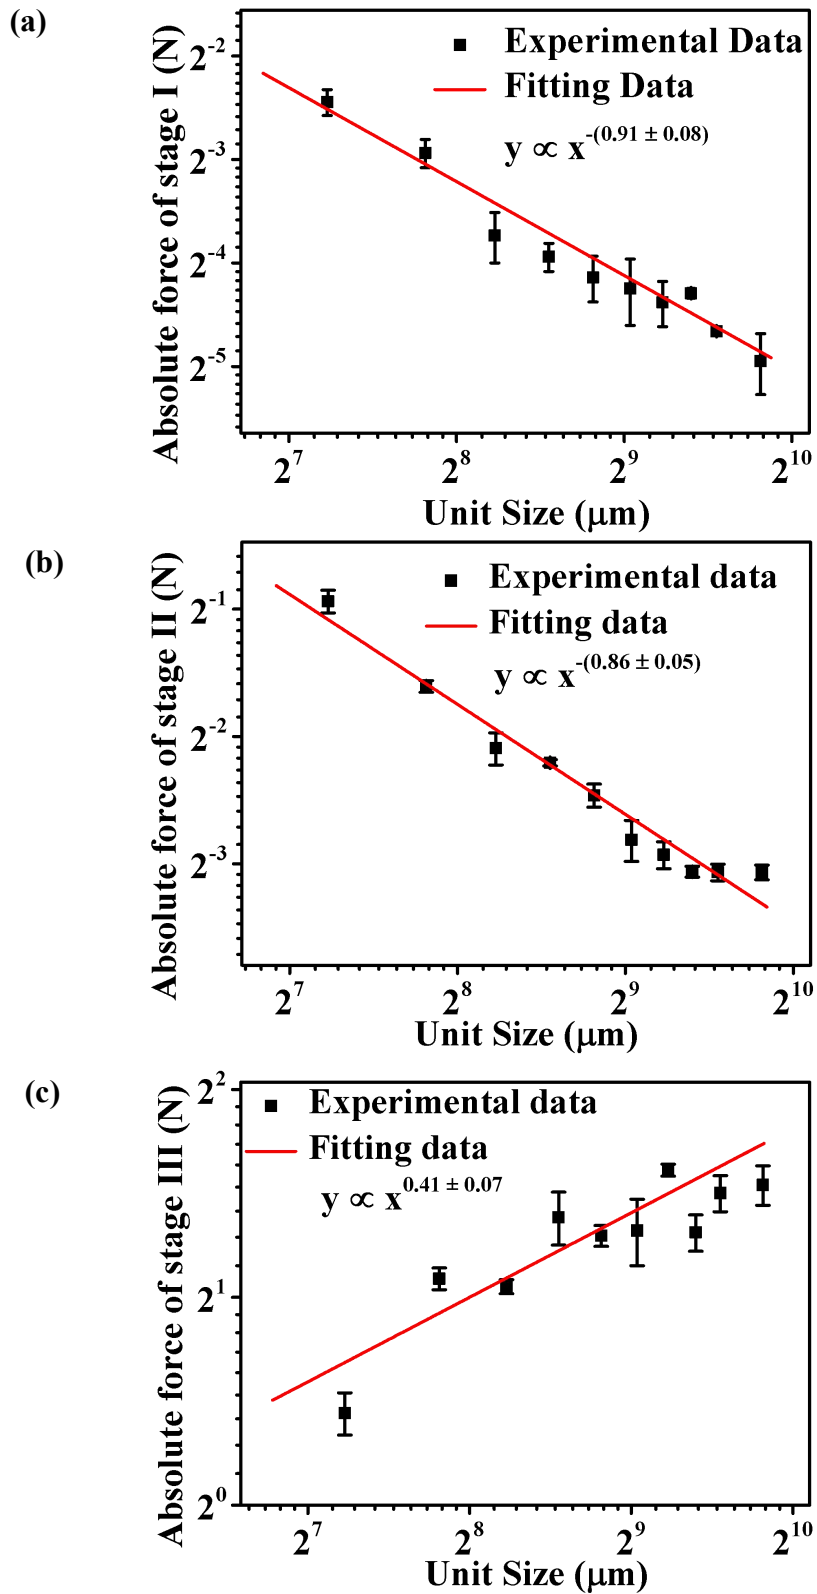 (a)
Experimental Data
Fitting Data
y ∝ x^-(0.91 ± 0.08)
Absolute force of stage I (N)
2^-2
2^-3
2^-4
2^-5
2^7 2^8 2^9 2^10
Unit Size (μm)
(b)
Experimental data
Fitting data
y ∝ x^-(0.86 ± 0.05)
Absolute force of stage II (N)
2^-1
2^-2
2^-3
2^7 2^8 2^9 2^10
Unit Size (μm)
(c)
Experimental data
Fitting data
y ∝ x^0.41 ± 0.07
Absolute force of stage III (N)
2^2
2^1
2^0
2^7 2^8 2^9 2^10
Unit Size (μm)